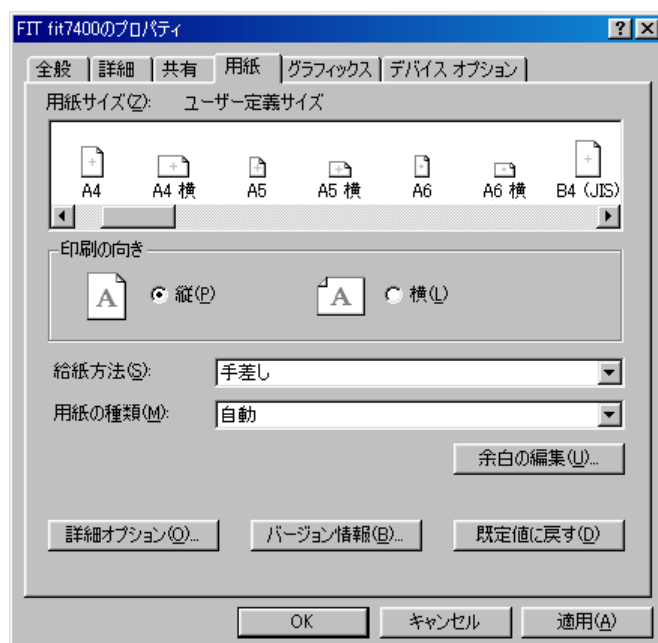 FIT fit7400のプロパティ
全般 詳細 共有 用紙 グラフィックス デバイス オプション
用紙サイズ(Z): ユーザー定義サイズ
A4 A4 横 A5 A5 横 A6 A6 横 B4 (JIS)
印刷の向き
A 縦(P) A 横(L)
給紙方法(S): 手差し
用紙の種類(M): 自動
余白の編集(U)...
詳細オプション(O)... バージョン情報(B)... 既定値に戻す(D)
OK キャンセル 適用(A)